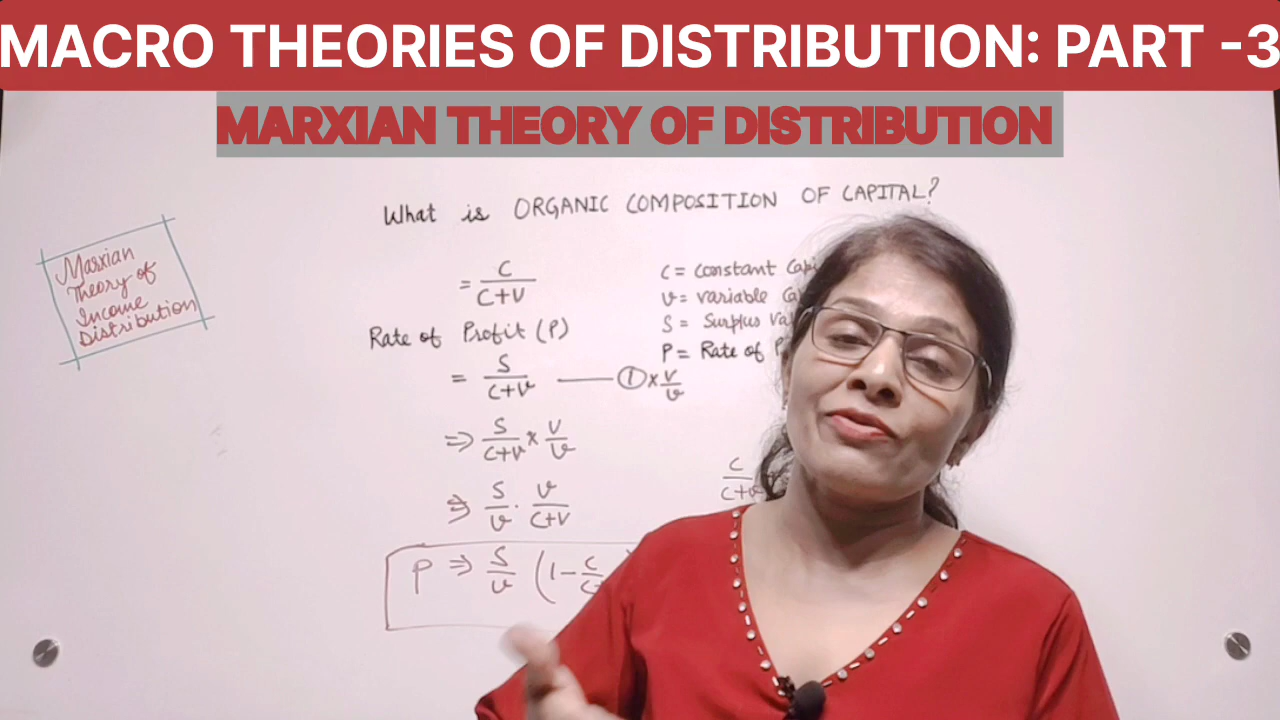 MACRO THEORIES OF DISTRIBUTION: PART -3
MARXIAN THEORY OF DISTRIBUTION
What is ORGANIC COMPOSITION OF CAPITAL?
Marxian
Theory of
Income
Distribution
= C/(C+V)
C = Constant
V = Variable
S = Surplus
P = Rate of
Rate of Profit (P)
= S/(C+V) —— ① × V/V
⇒ S/(C+V) × V/V
⇒ S/V · V/(C+V)
C/(C+V)
P ⇒ S/V (1 - C/